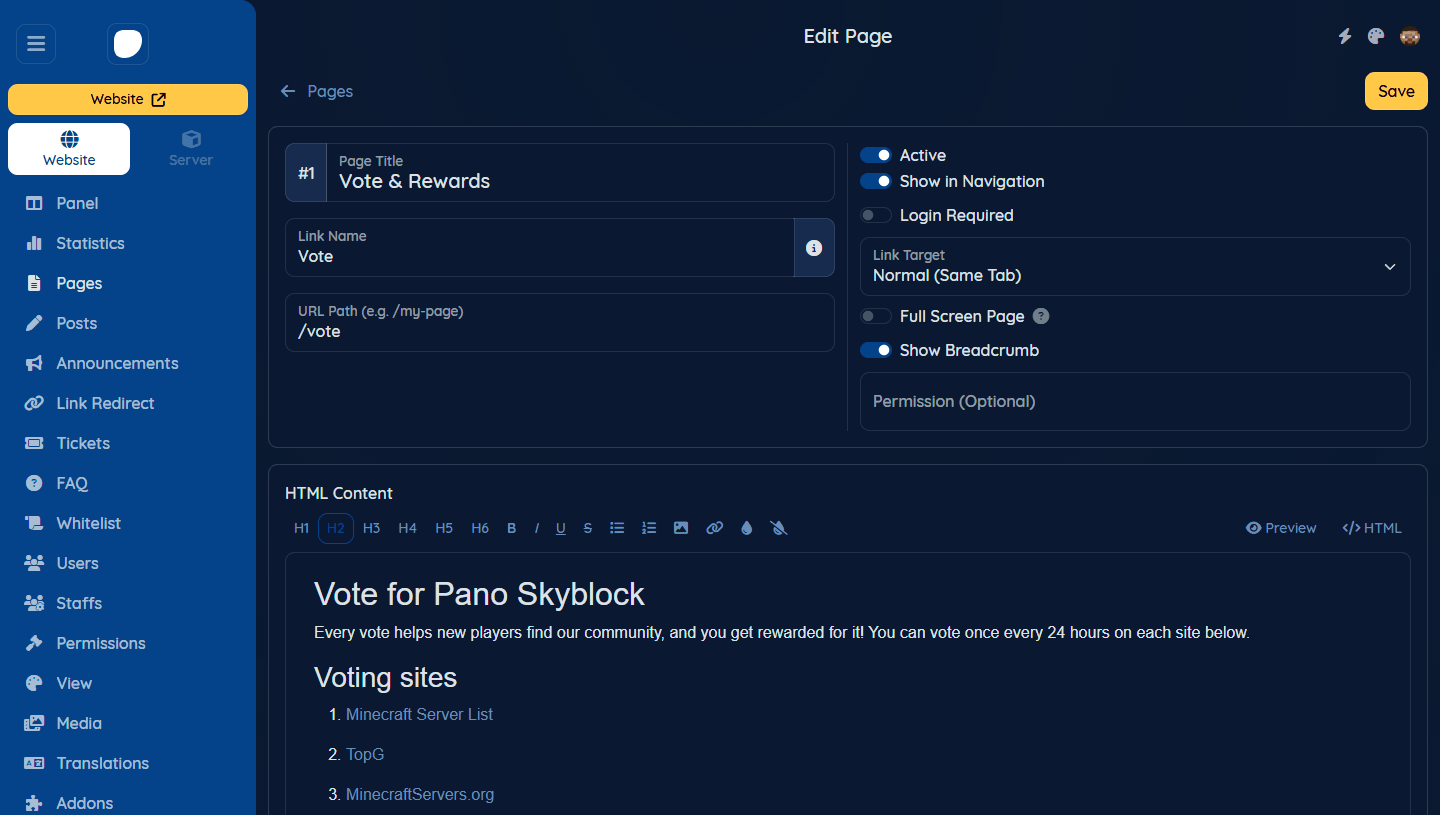 Edit Page
Website
Website
Server
Panel
Statistics
Pages
Posts
Announcements
Link Redirect
Tickets
FAQ
Whitelist
Users
Staffs
Permissions
View
Media
Translations
Addons
Pages
Save
#1
Page Title
Vote & Rewards
Link Name
Vote
URL Path (e.g. /my-page)
/vote
Active
Show in Navigation
Login Required
Link Target
Normal (Same Tab)
Full Screen Page ?
Show Breadcrumb
Permission (Optional)
HTML Content
H1 H2 H3 H4 H5 H6 B I U S Preview </> HTML
Vote for Pano Skyblock
Every vote helps new players find our community, and you get rewarded for it! You can vote once every 24 hours on each site below.
Voting sites
1. Minecraft Server List
2. TopG
3. MinecraftServers.org